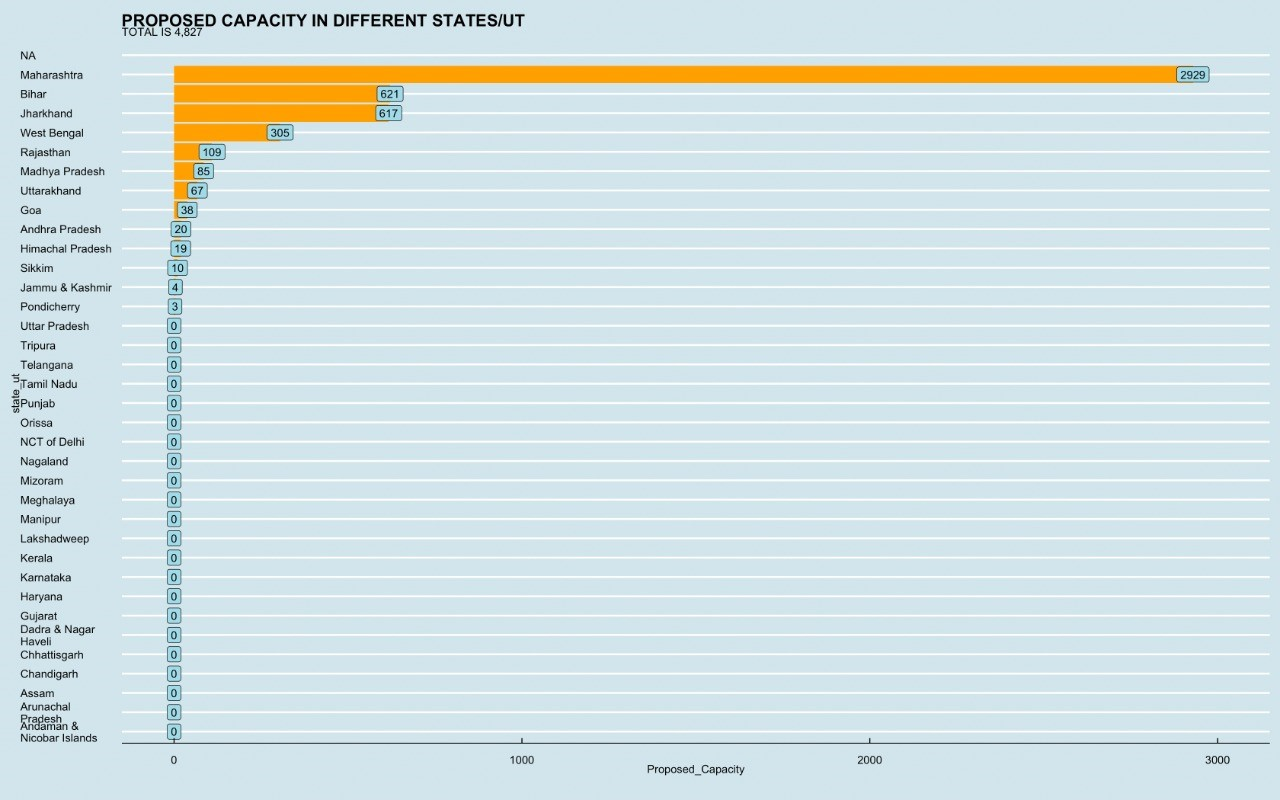 PROPOSED CAPACITY IN DIFFERENT STATES/UT
TOTAL IS 4,827
NA
Maharashtra 2929
Bihar 621
Jharkhand 617
West Bengal 305
Rajasthan 109
Madhya Pradesh 85
Uttarakhand 67
Goa 38
Andhra Pradesh 20
Himachal Pradesh 19
Sikkim 10
Jammu & Kashmir 4
Pondicherry 3
Uttar Pradesh 0
Tripura 0
Telangana 0
Tamil Nadu 0
state_ut
Punjab 0
Orissa 0
NCT of Delhi 0
Nagaland 0
Mizoram 0
Meghalaya 0
Manipur 0
Lakshadweep 0
Kerala 0
Karnataka 0
Haryana 0
Gujarat 0
Dadra & Nagar
Haveli 0
Chhattisgarh 0
Chandigarh 0
Assam 0
Arunachal
Pradesh 0
Andaman &
Nicobar Islands 0
0 1000 2000 3000
Proposed_Capacity